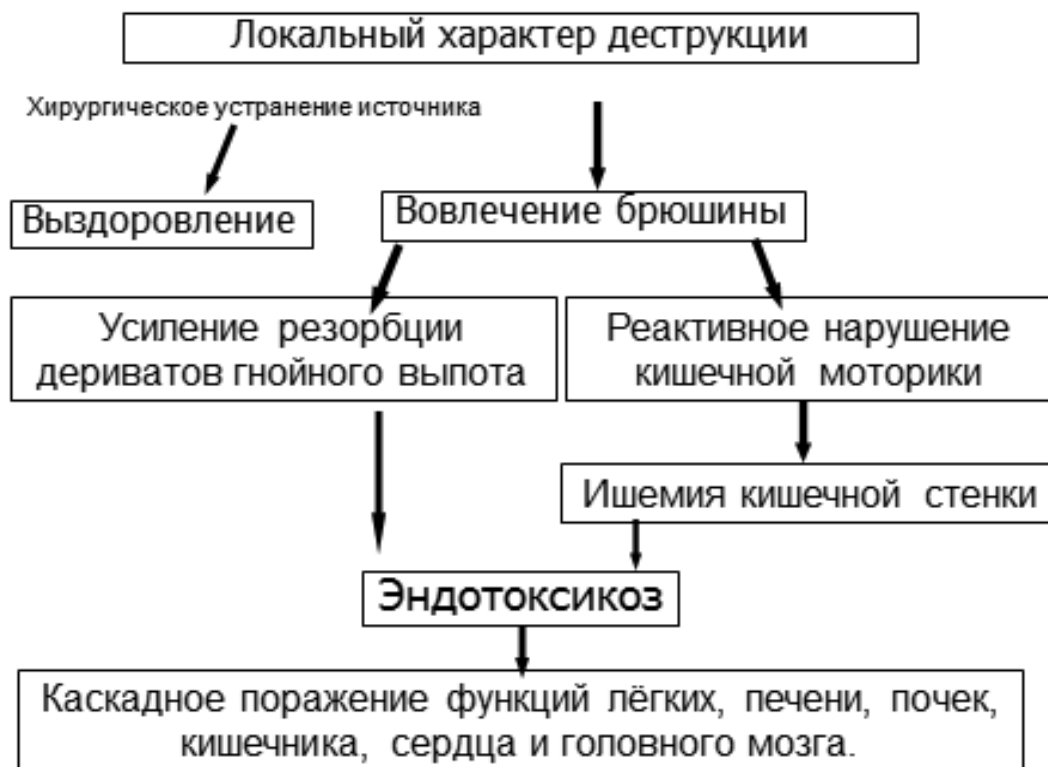 Локальный характер деструкции
Хирургическое устранение источника
Выздоровление
Вовлечение брюшины
Усиление резорбции
дериватов гнойного выпота
Реактивное нарушение
кишечной моторики
Ишемия кишечной стенки
Эндотоксикоз
Каскадное поражение функций лёгких, печени, почек,
кишечника, сердца и головного мозга.